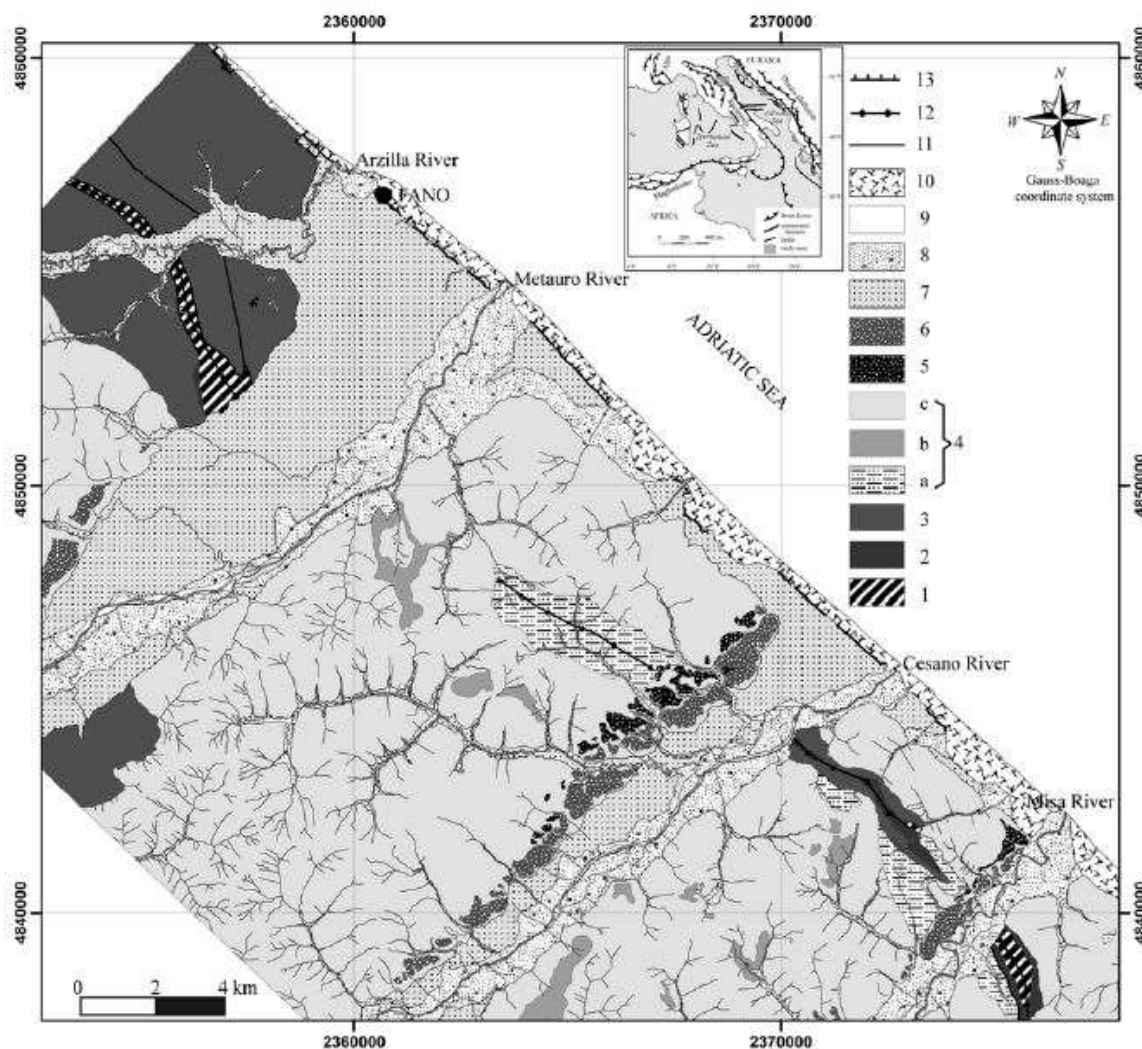 2360000
2370000
4860000
4860000
EURASIA
AFRICA
13
12
11
10
9
8
7
6
5
c
b
4
a
3
2
1
N
W
E
S
Gauss-Boaga
coordinate system
Arzilla River
FANO
Metauro River
ADRIATIC SEA
4850000
4850000
Cesano River
Misa River
4840000
4840000
0
2
4 km
2360000
2370000